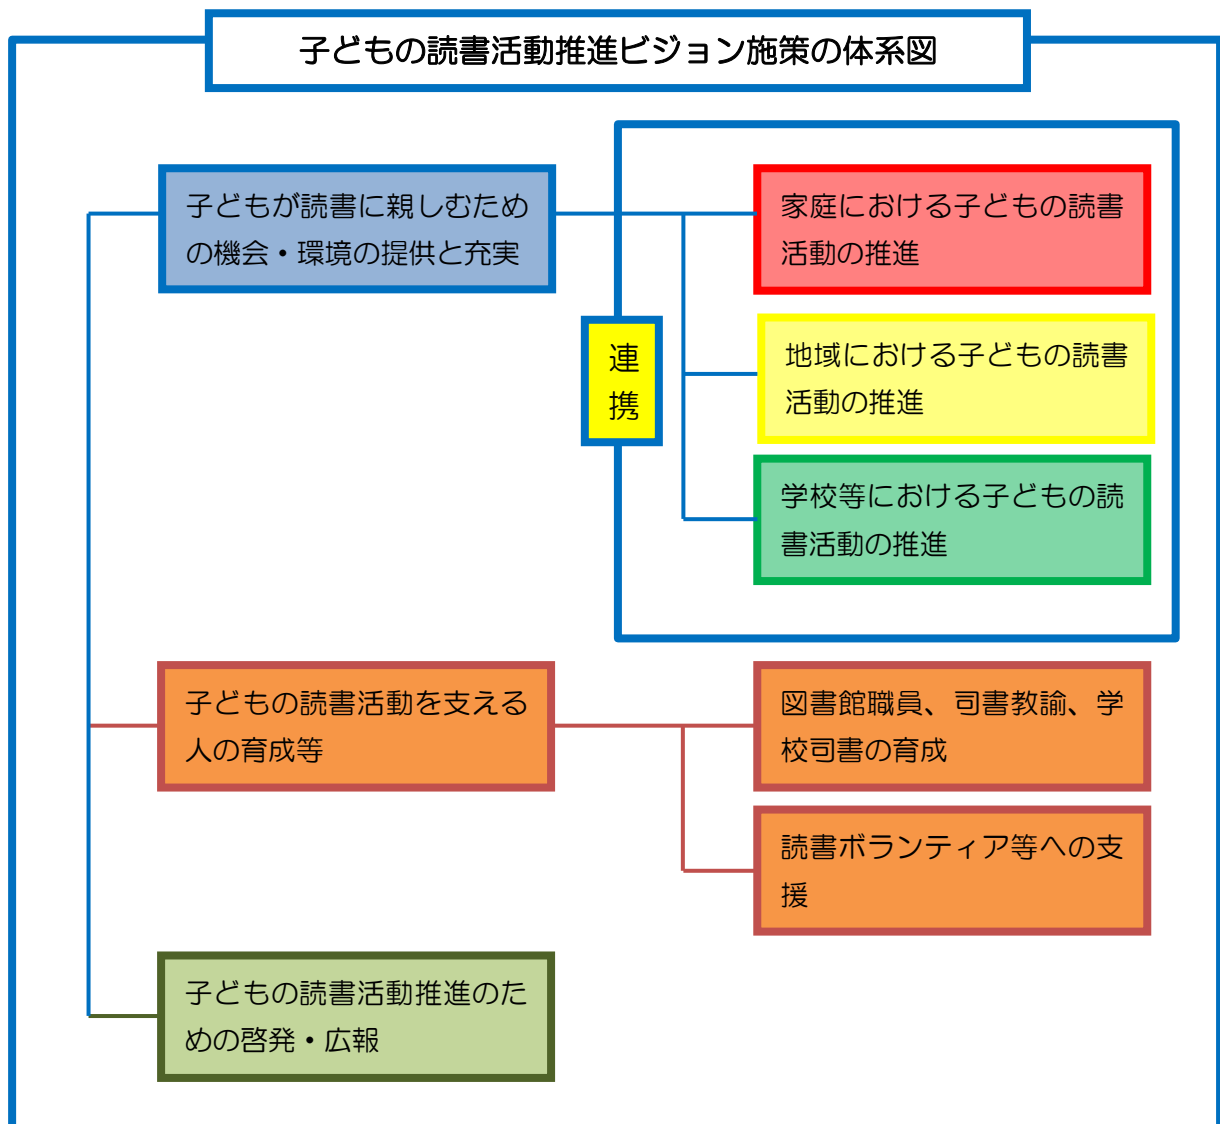 子どもの読書活動推進ビジョン施策の体系図
子どもが読書に親しむため
の機会・環境の提供と充実
連
携
家庭における子どもの読書
活動の推進
地域における子どもの読書
活動の推進
学校等における子どもの読
書活動の推進
子どもの読書活動を支える
人の育成等
図書館職員、司書教諭、学
校司書の育成
読書ボランティア等への支
援
子どもの読書活動推進のた
めの啓発・広報